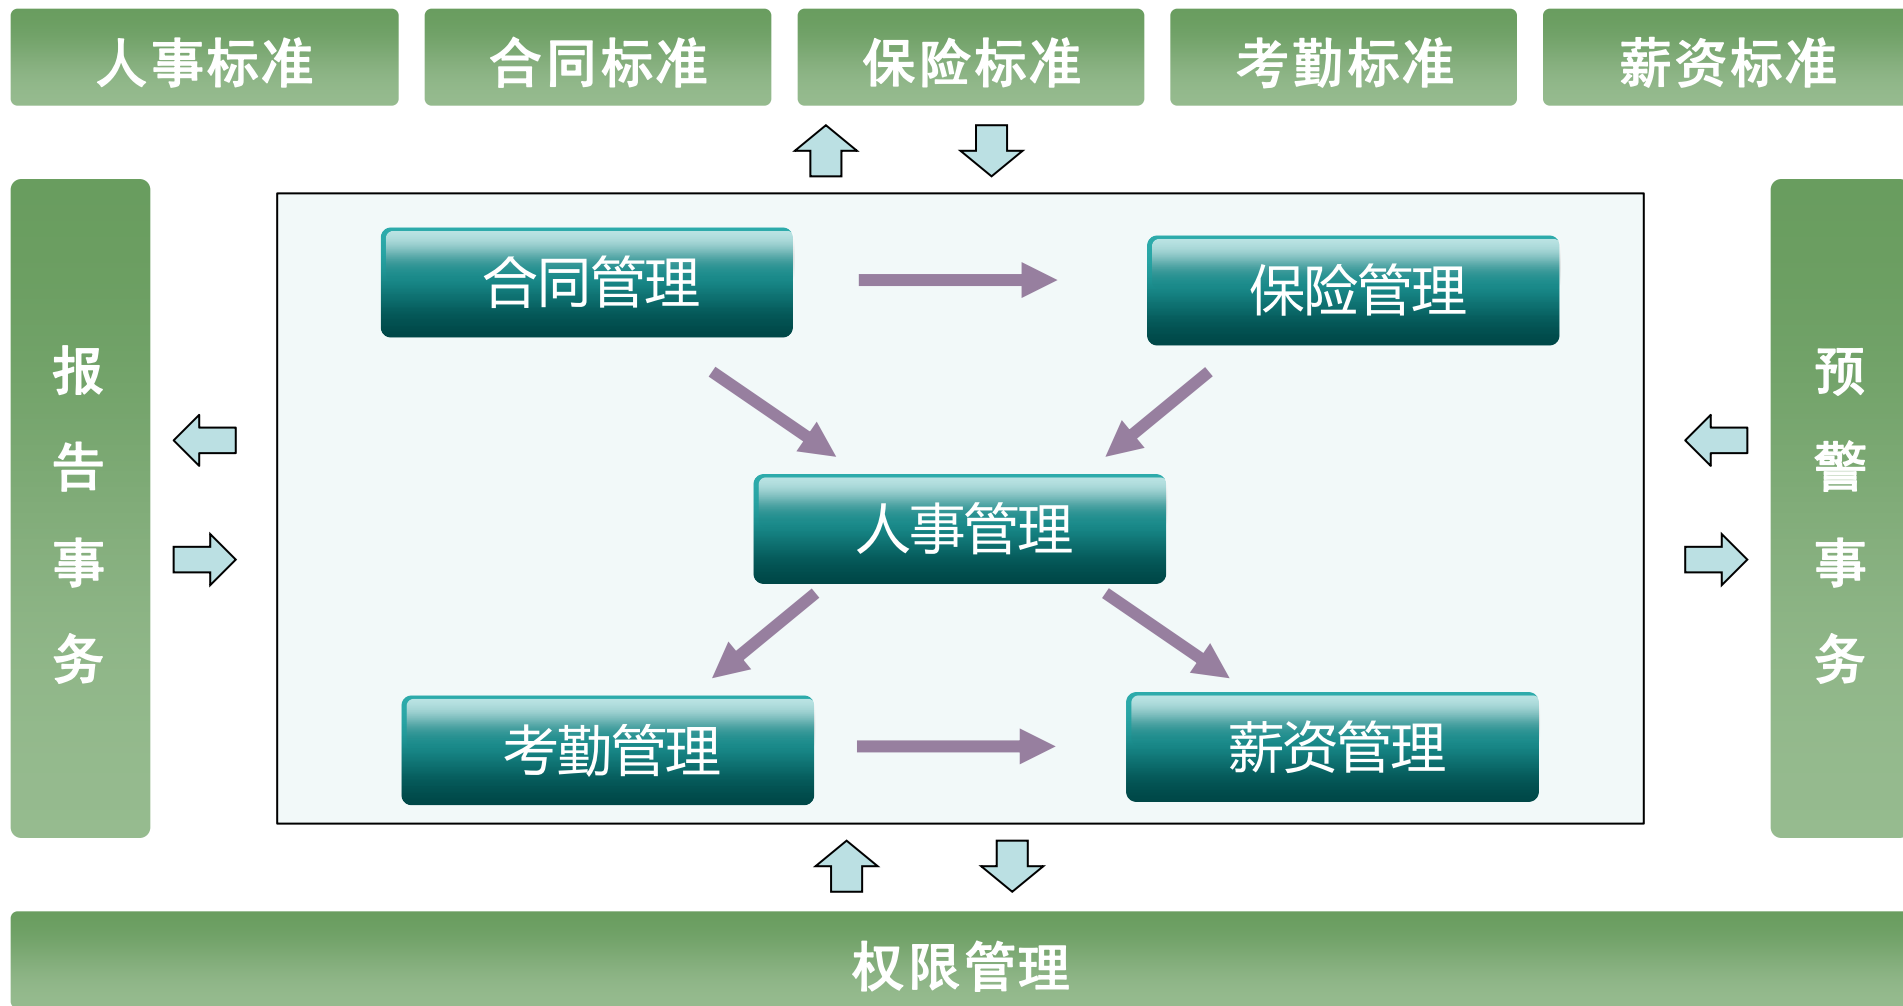 人事标准
合同标准
保险标准
考勤标准
薪资标准
报告事务
合同管理
保险管理
人事管理
考勤管理
薪资管理
预警事务
权限管理